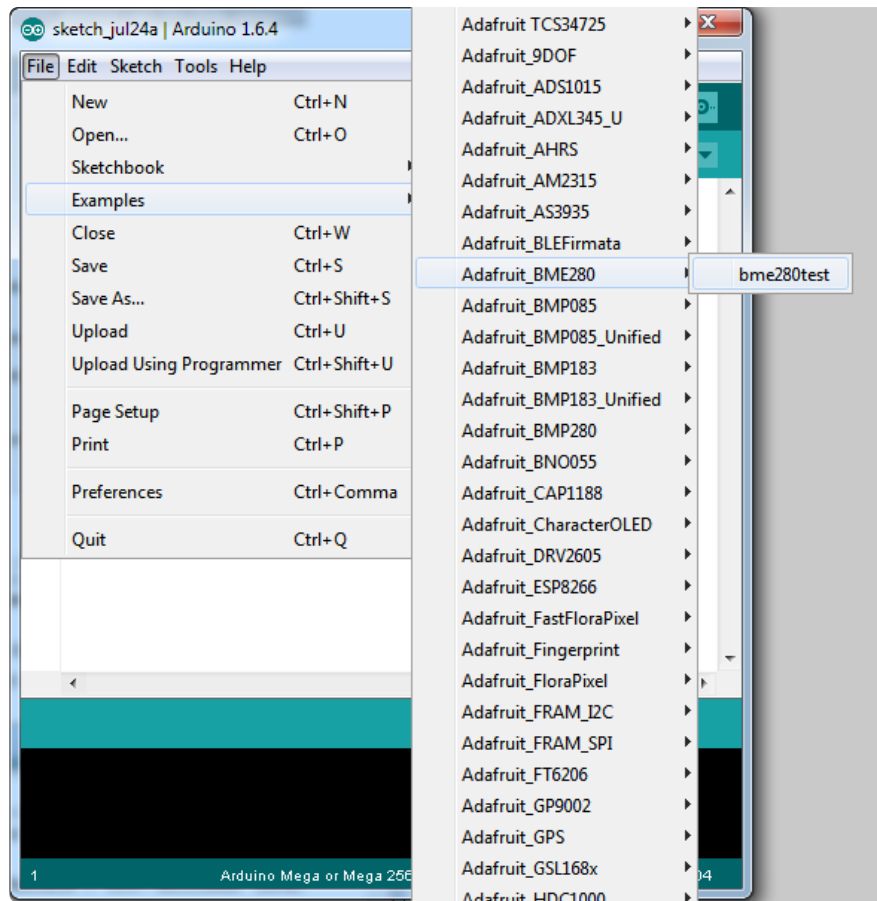 sketch_jul24a | Arduino 1.6.4
File Edit Sketch Tools Help
New Ctrl+N
Open... Ctrl+O
Sketchbook
Examples
Close Ctrl+W
Save Ctrl+S
Save As... Ctrl+Shift+S
Upload Ctrl+U
Upload Using Programmer Ctrl+Shift+U
Page Setup Ctrl+Shift+P
Print Ctrl+P
Preferences Ctrl+Comma
Quit Ctrl+Q
Adafruit TCS34725
Adafruit_9DOF
Adafruit_ADS1015
Adafruit_ADXL345_U
Adafruit_AHRS
Adafruit_AM2315
Adafruit_AS3935
Adafruit_BLEFirmata
Adafruit_BME280
Adafruit_BMP085
Adafruit_BMP085_Unified
Adafruit_BMP183
Adafruit_BMP183_Unified
Adafruit_BMP280
Adafruit_BNO055
Adafruit_CAP1188
Adafruit_CharacterOLED
Adafruit_DRV2605
Adafruit_ESP8266
Adafruit_FastFloraPixel
Adafruit_Fingerprint
Adafruit_FloraPixel
Adafruit_FRAM_I2C
Adafruit_FRAM_SPI
Adafruit_FT6206
Adafruit_GP9002
Adafruit_GPS
Adafruit_GSL168x
Adafruit_HDC1000
bme280test
1 Arduino Mega or Mega 256